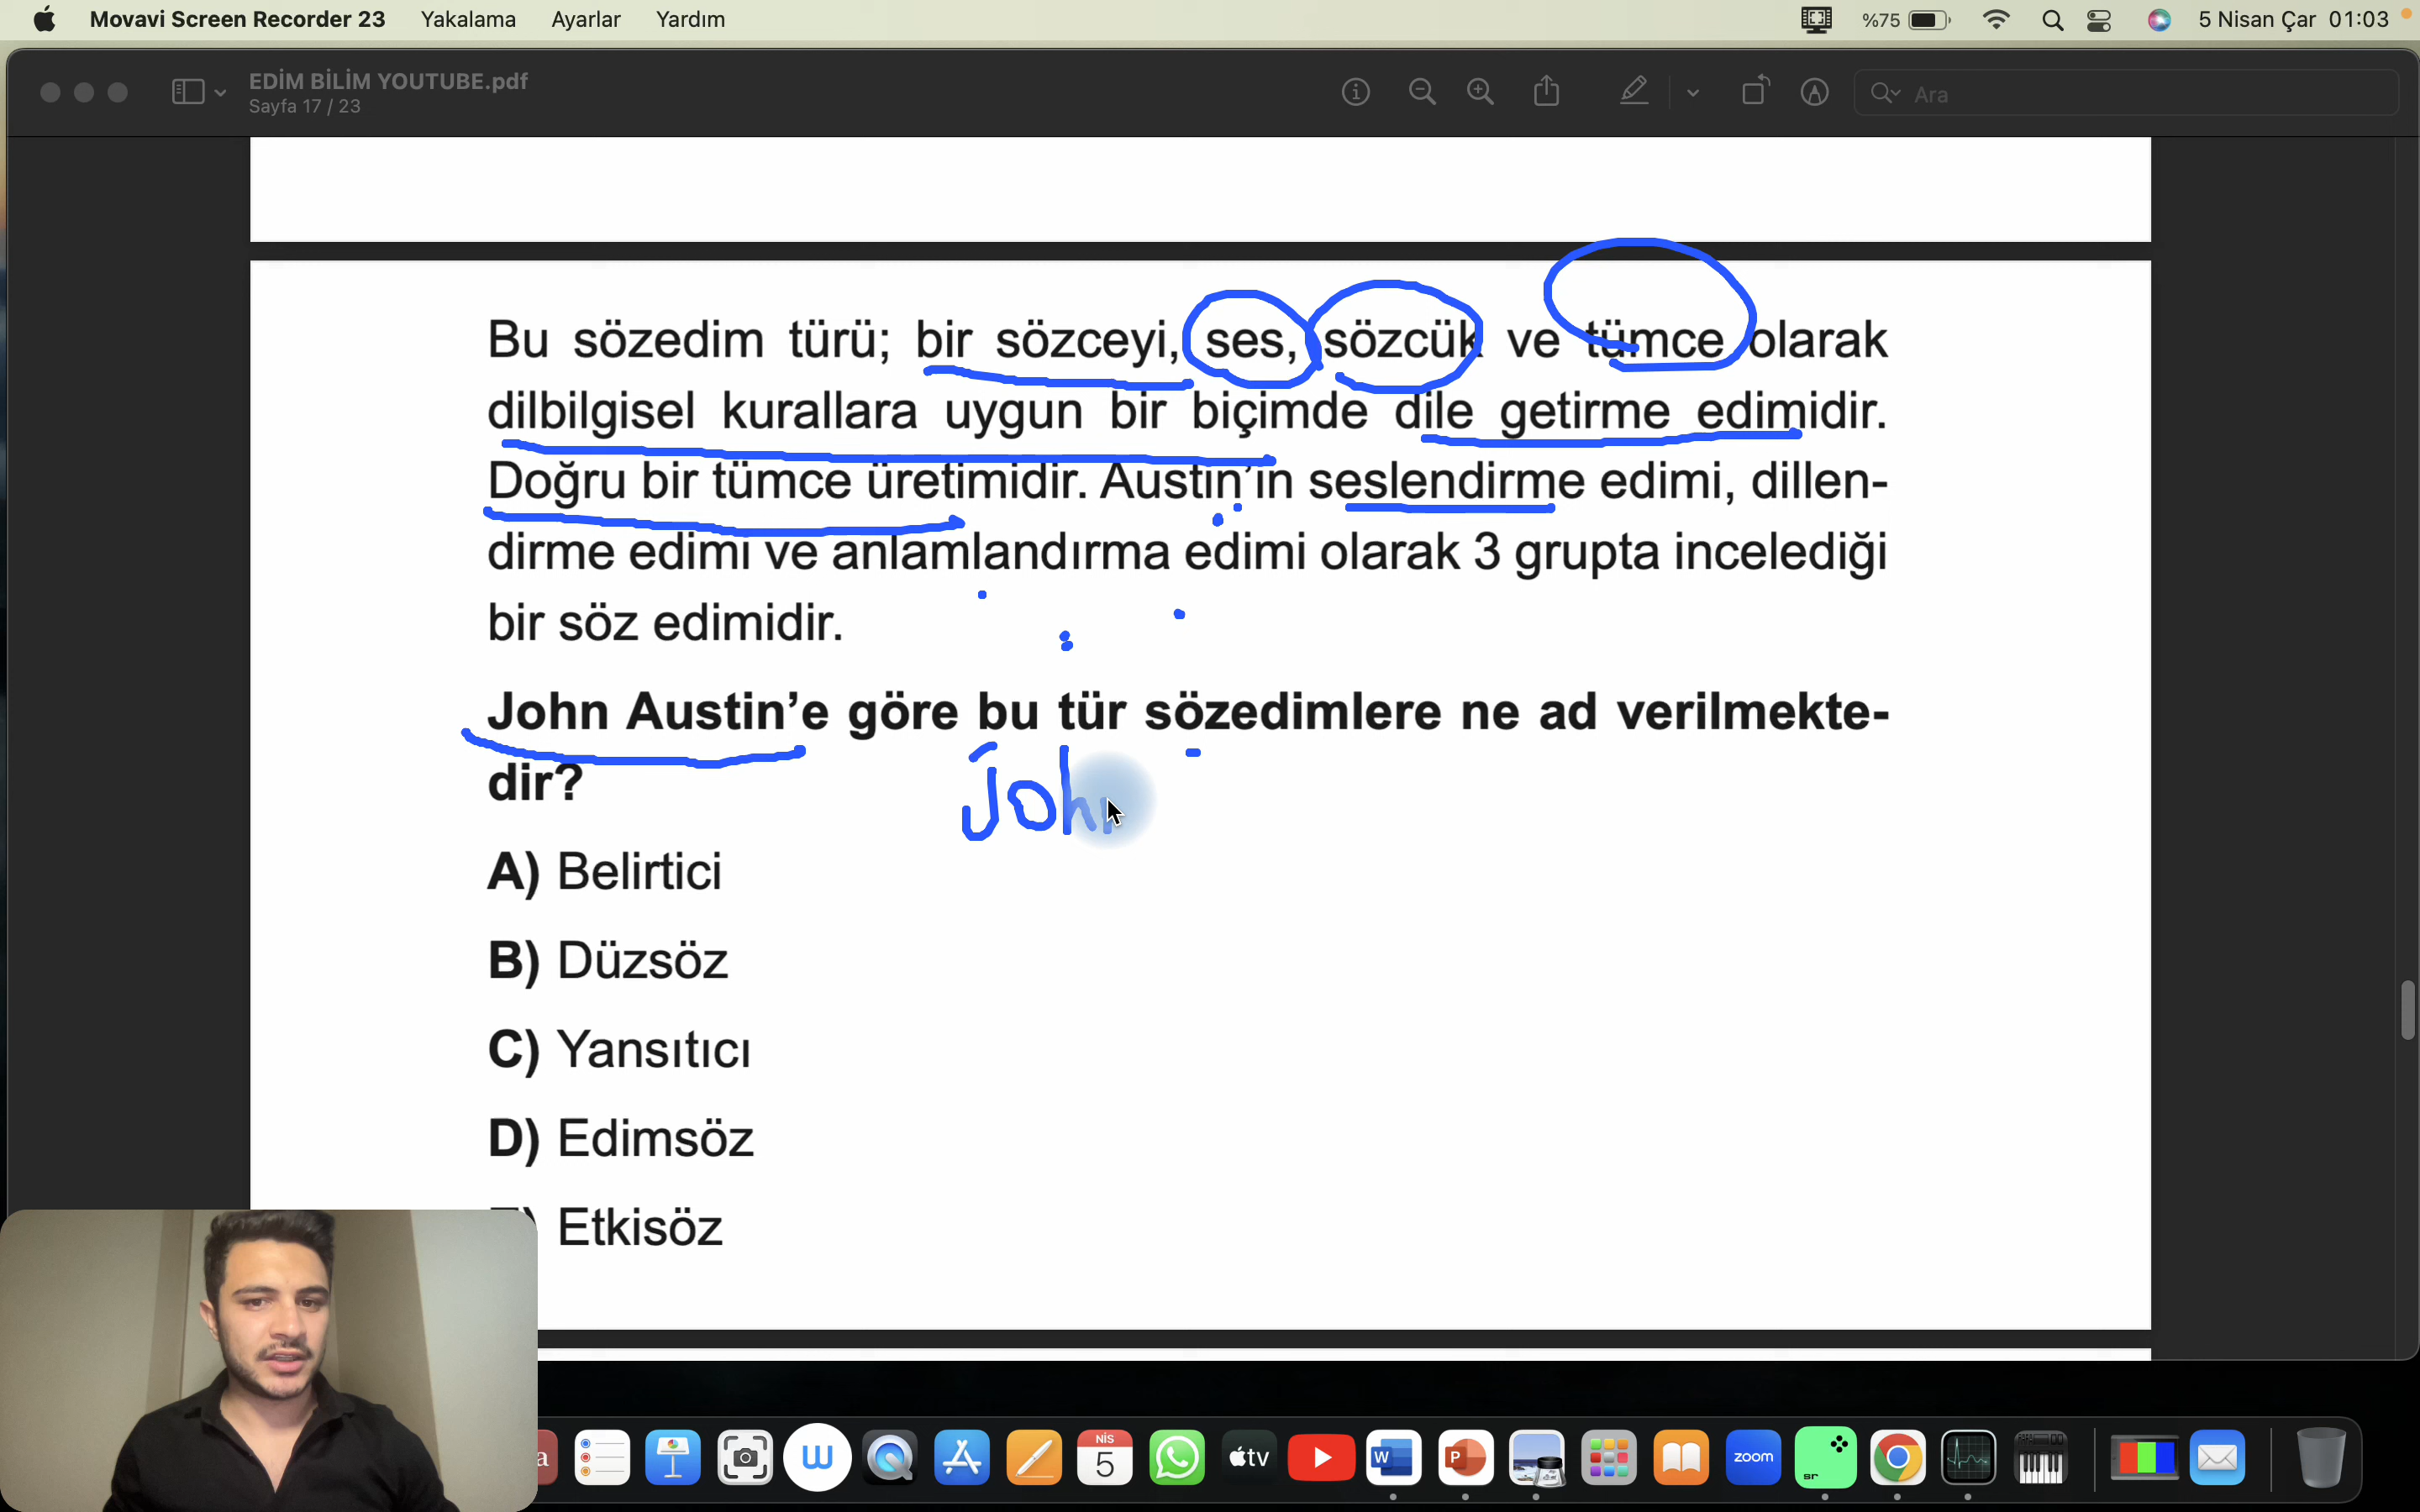 Movavi Screen Recorder 23 Yakalama Ayarlar Yardım %75 5 Nisan Çar 01:03
EDİM BİLİM YOUTUBE.pdf
Sayfa 17 / 23
Ara
Bu sözedim türü; bir sözceyi, ses, sözcük ve tümce olarak
dilbilgisel kurallara uygun bir biçimde dile getirme edimidir.
Doğru bir tümce üretimidir. Austin’in seslendirme edimi, dillen-
dirme edimi ve anlamlandırma edimi olarak 3 grupta incelediği
bir söz edimidir.
John Austin’e göre bu tür sözedimlere ne ad verilmekte-
dir?
Joh
A) Belirtici
B) Düzsöz
C) Yansıtıcı
D) Edimsöz
Etkisöz
a W NİS 5 tv W P zoom sr